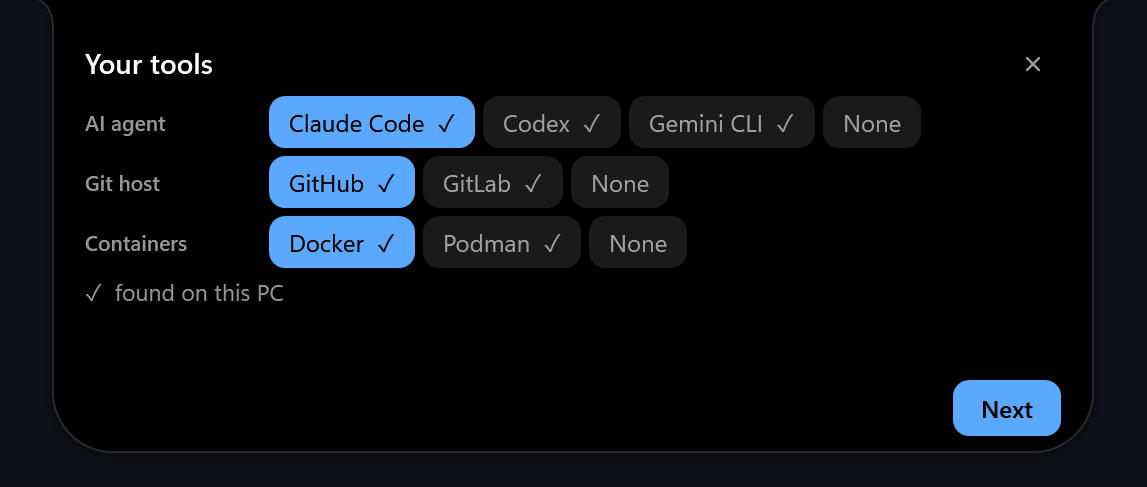 Your tools ✕
AI agent Claude Code ✓ Codex ✓ Gemini CLI ✓ None
Git host GitHub ✓ GitLab ✓ None
Containers Docker ✓ Podman ✓ None
✓ found on this PC
Next